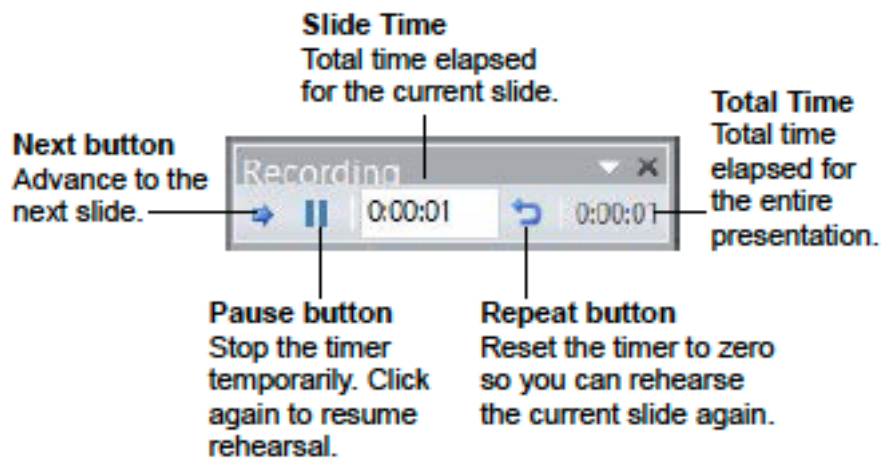 Slide Time
Total time elapsed
for the current slide.
Total Time
Total time
elapsed for
the entire
presentation.
Next button
Advance to the
next slide.
Recording
0:00:01
0:00:01
Pause button
Stop the timer
temporarily. Click
again to resume
rehearsal.
Repeat button
Reset the timer to zero
so you can rehearse
the current slide again.